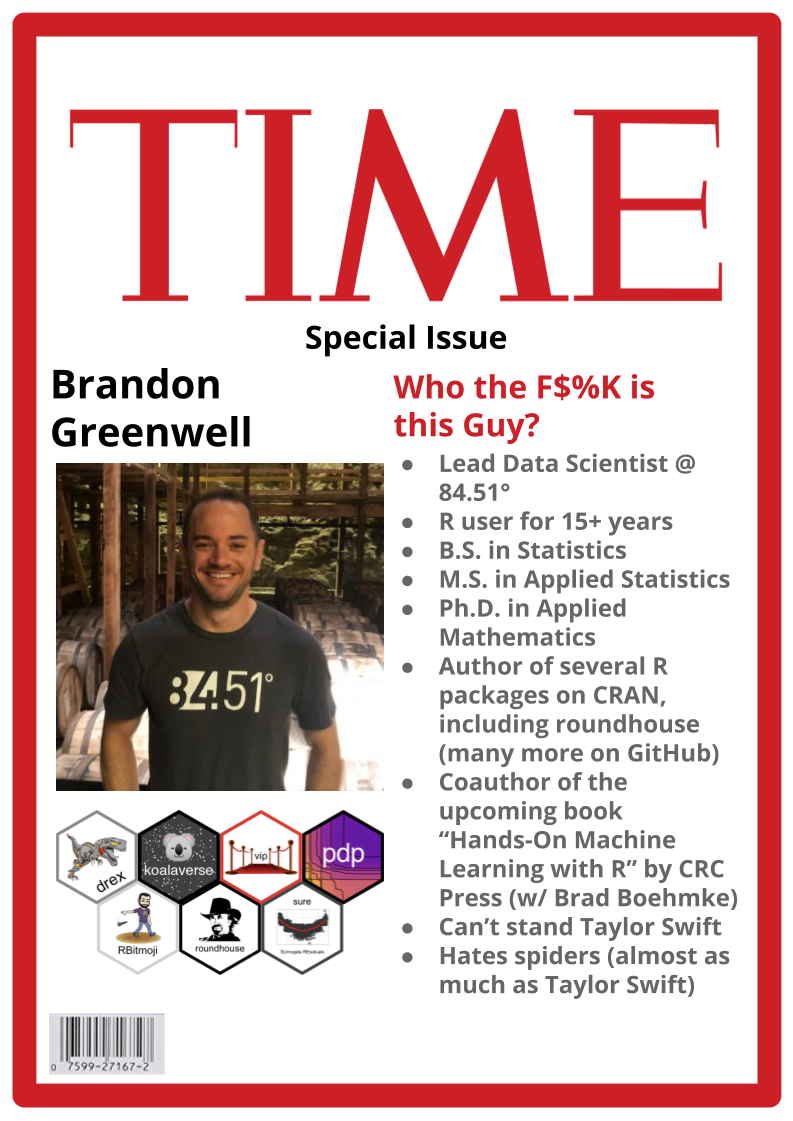 TIME
Special Issue
Brandon
Greenwell
84.51°
drex
koalaverse
vip
pdp
RBitmoji
roundhouse
sure
SUrrogate REsiduals
0 7599-27167-2
Who the F$%K is
this Guy?
● Lead Data Scientist @
84.51°
● R user for 15+ years
● B.S. in Statistics
● M.S. in Applied Statistics
● Ph.D. in Applied
Mathematics
● Author of several R
packages on CRAN,
including roundhouse
(many more on GitHub)
● Coauthor of the
upcoming book
“Hands-On Machine
Learning with R” by CRC
Press (w/ Brad Boehmke)
● Can’t stand Taylor Swift
● Hates spiders (almost as
much as Taylor Swift)